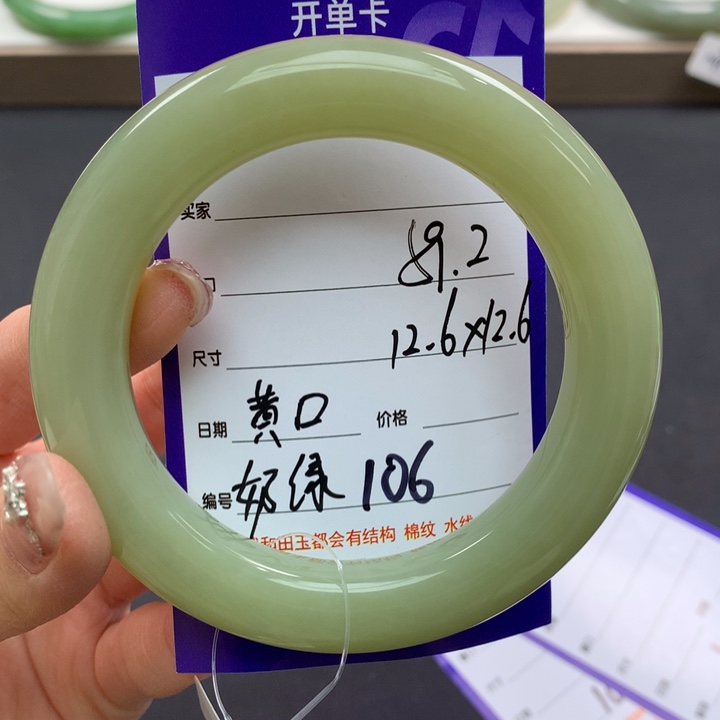 开单卡
买家
口 59.2
尺寸 12.6x12.6
日期 黄口 价格
编号 奶绿 106
和田玉都会有结构 棉纹 水线